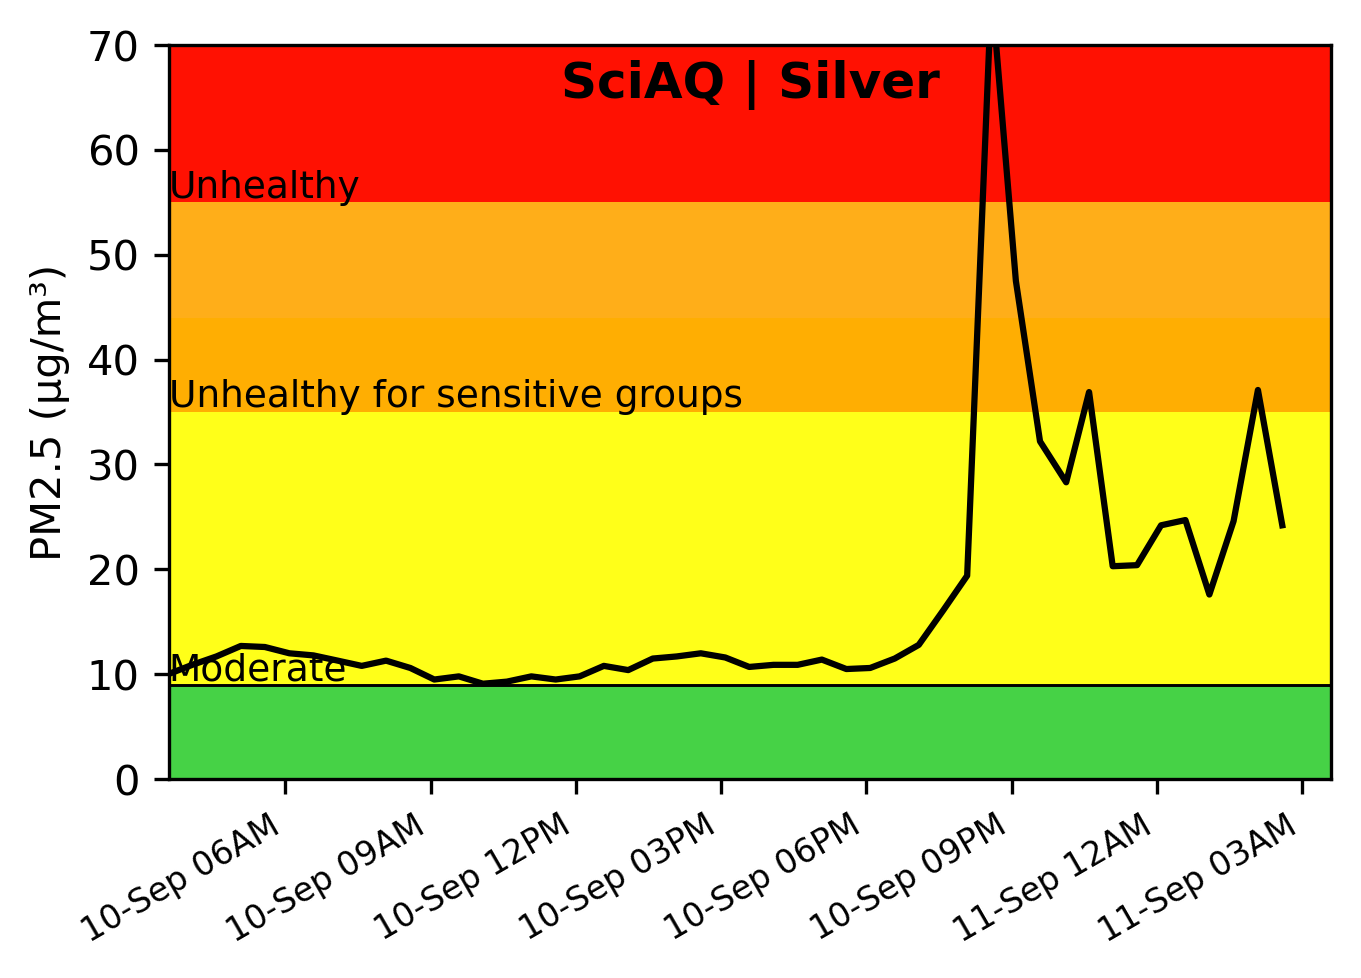 SciAQ | Silver
PM2.5 (µg/m³)
70
60
50
40
30
20
10
0
Unhealthy
Unhealthy for sensitive groups
Moderate
10-Sep 06AM
10-Sep 09AM
10-Sep 12PM
10-Sep 03PM
10-Sep 06PM
10-Sep 09PM
11-Sep 12AM
11-Sep 03AM